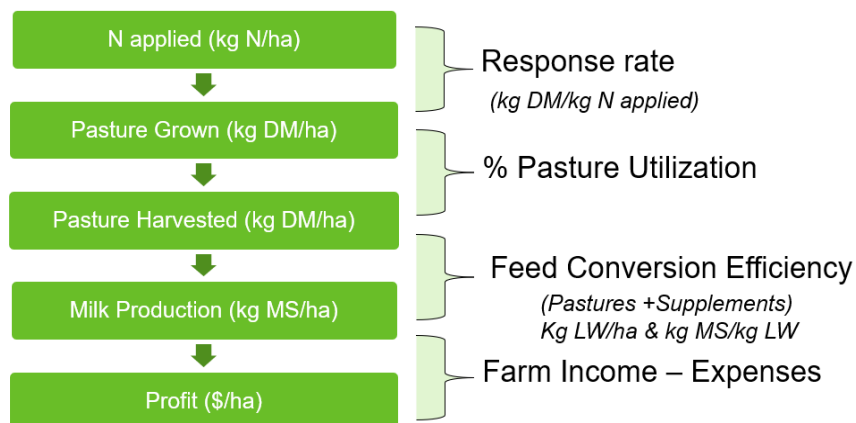 N applied (kg N/ha)
Response rate
(kg DM/kg N applied)
Pasture Grown (kg DM/ha)
% Pasture Utilization
Pasture Harvested (kg DM/ha)
Feed Conversion Efficiency
(Pastures +Supplements)
Kg LW/ha & kg MS/kg LW
Milk Production (kg MS/ha)
Farm Income – Expenses
Profit ($/ha)